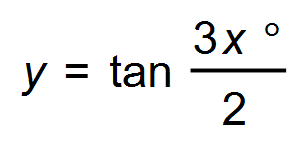 y = tan 3x° / 2